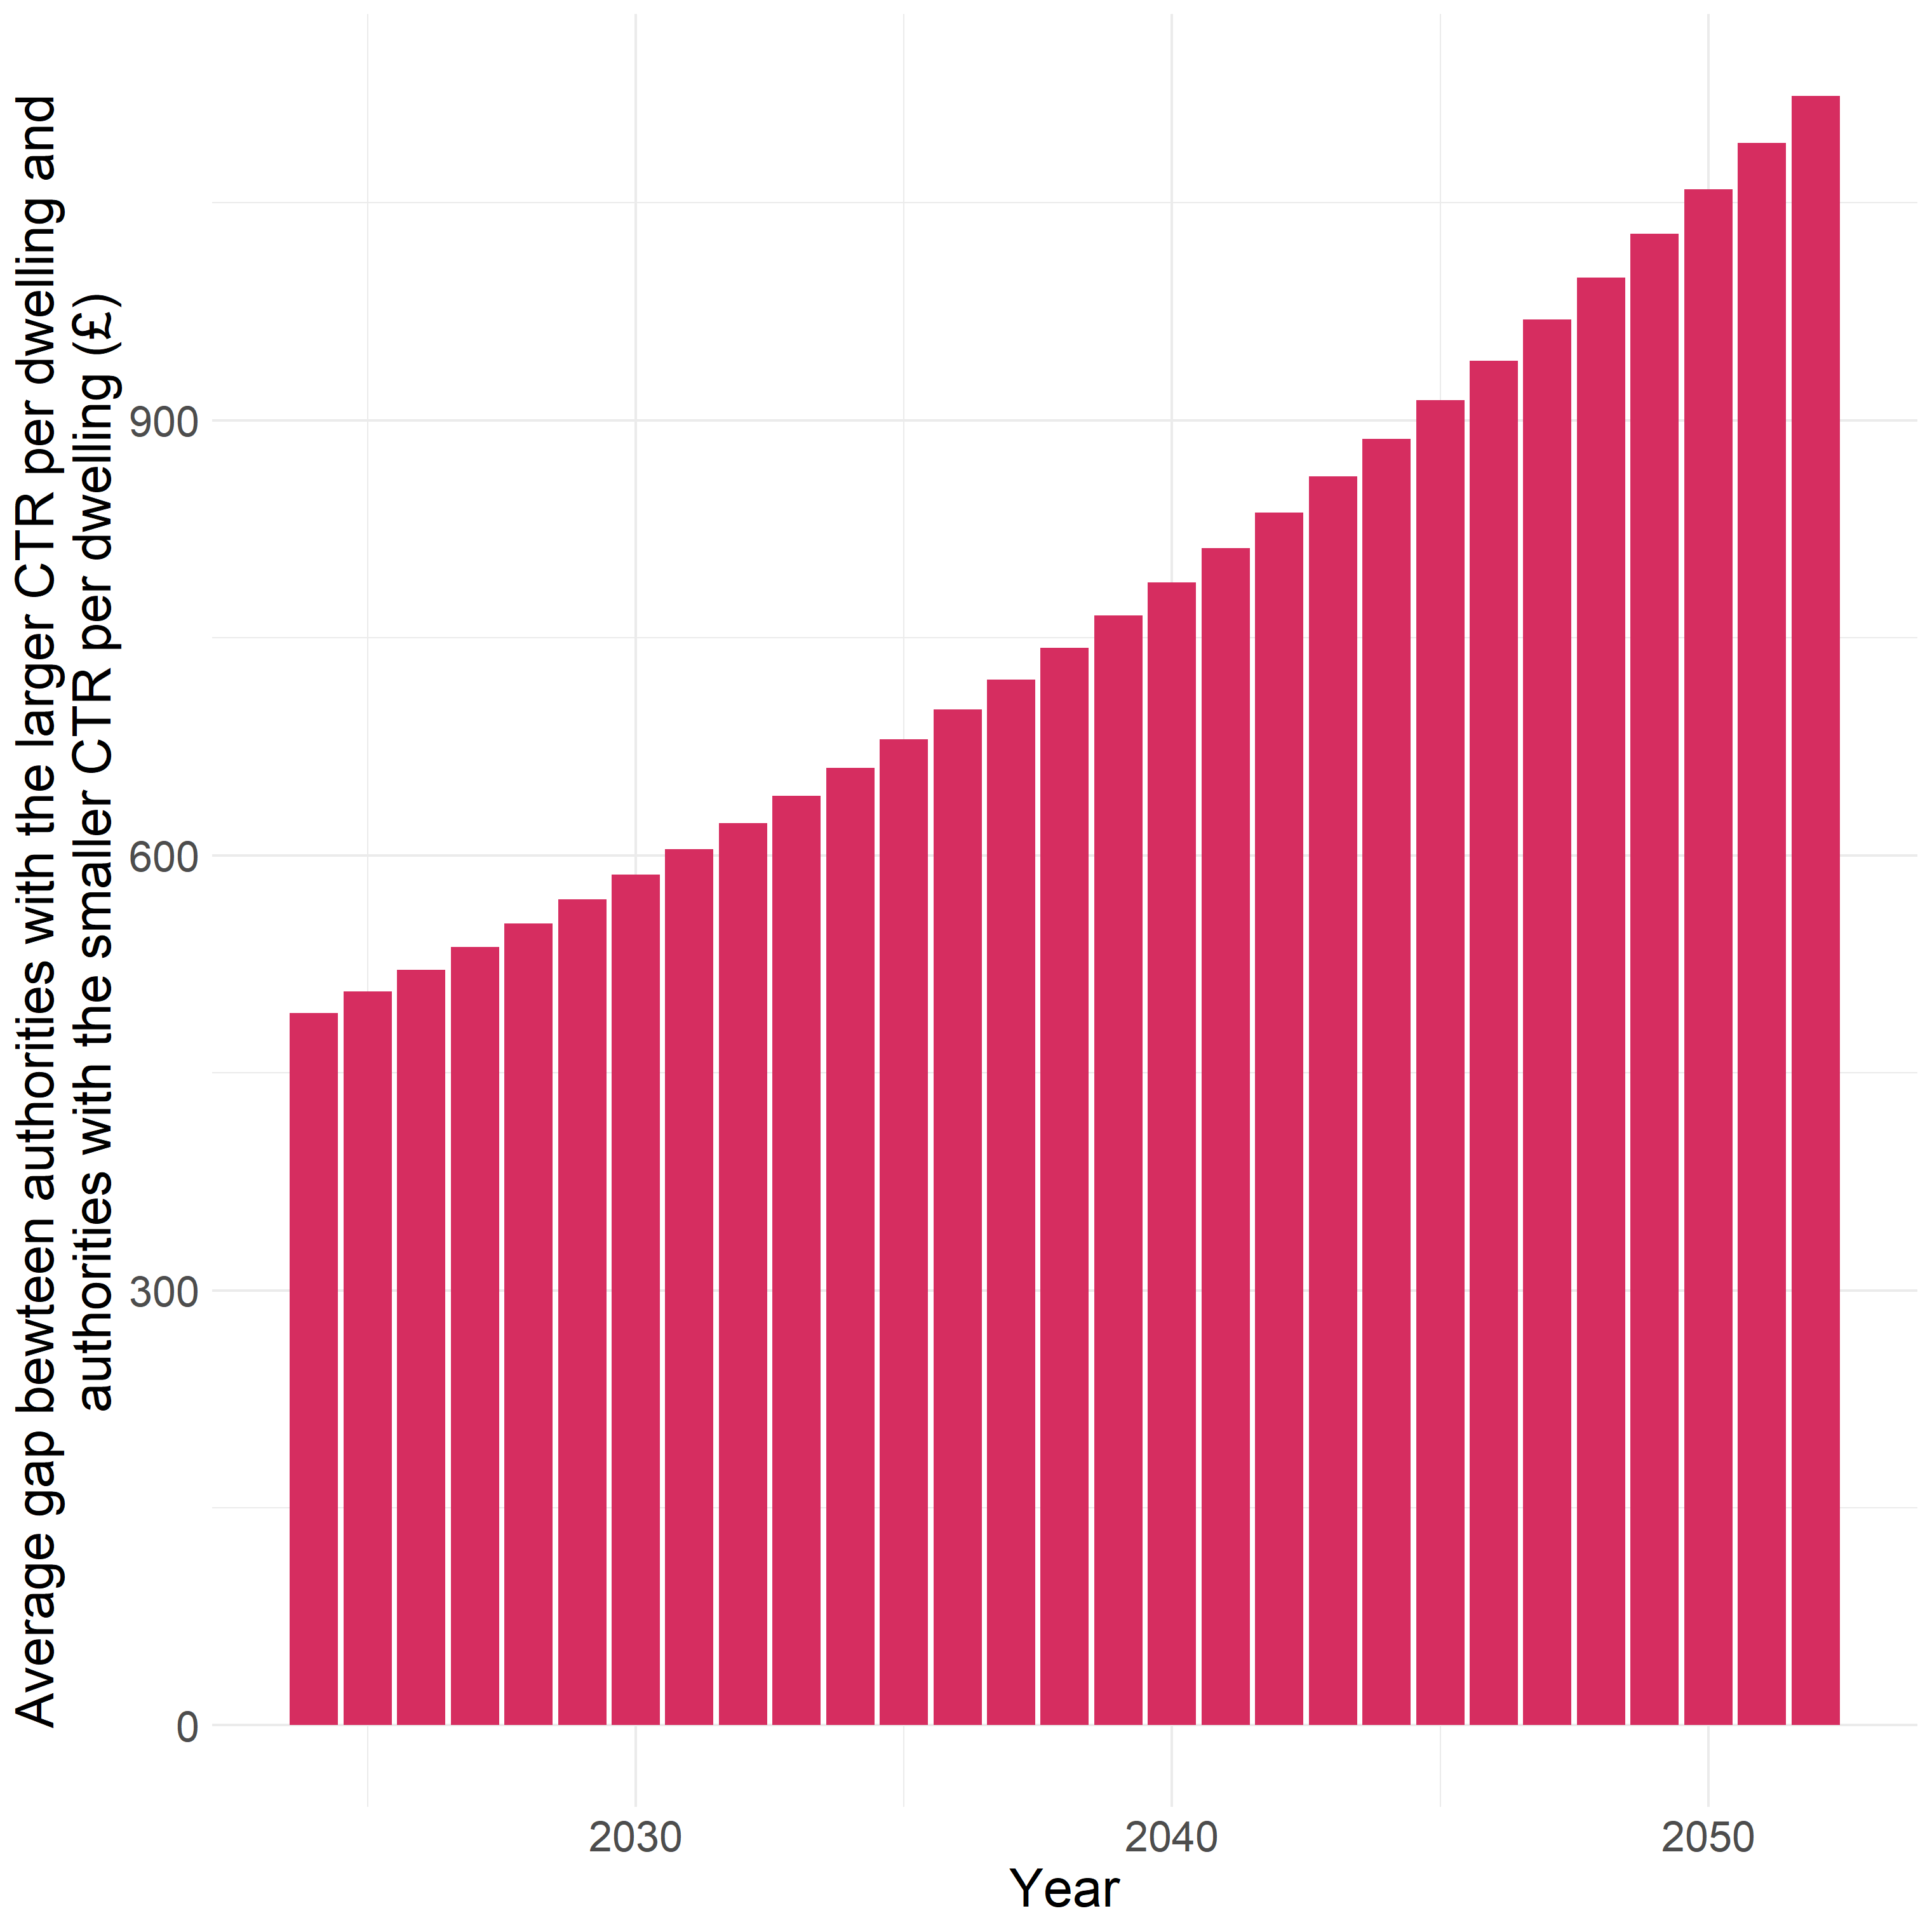 Average gap bewteen authorities with the larger CTR per dwelling and
authorities with the smaller CTR per dwelling (£)
900
600
300
0
2030
2040
2050
Year